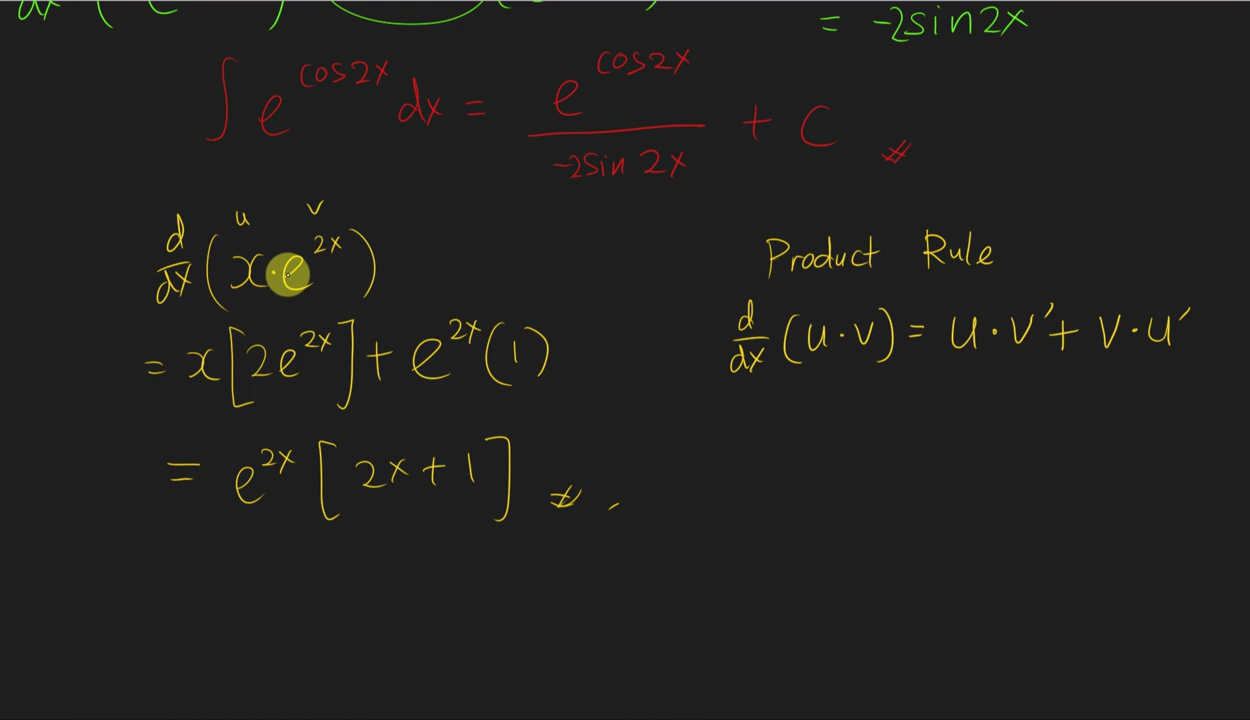 = -2sin2x
∫ e^cos2x dx = e^cos2x / -2sin 2x + C
u v
d/dx (x·e^2x)
Product Rule
= x[2e^2x] + e^2x (1)
d/dx (u·v) = u·v' + v·u'
= e^2x [2x+1]